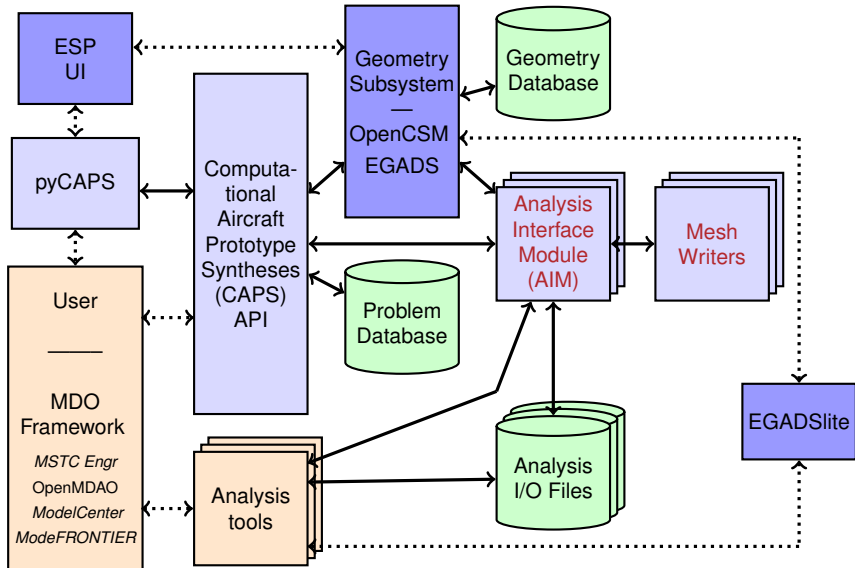 ESP
UI
pyCAPS
User
_____
MDO
Framework
MSTC Engr
OpenMDAO
ModelCenter
ModeFRONTIER
Computa-
tional
Aircraft
Prototype
Syntheses
(CAPS)
API
Geometry
Subsystem
—
OpenCSM
EGADS
Geometry
Database
Problem
Database
Analysis
Interface
Module
(AIM)
Mesh
Writers
Analysis
tools
Analysis
I/O Files
EGADSlite